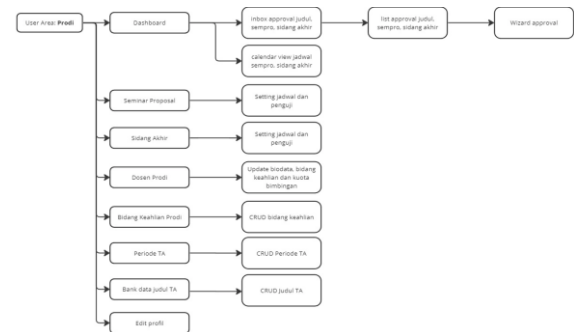 User Area: Prodi
Dashboard
Inbox approval judul,
sempro, sidang akhir
list approval judul,
sempro, sidang akhir
Wizard approval
calendar view jadwal
sempro, sidang akhir
Seminar Proposal
Setting jadwal dan
penguji
Sidang Akhir
Setting jadwal dan
penguji
Dosen Prodi
Update biodata, bidang
keahlian dan kuota
bimbingan
Bidang Keahlian Prodi
CRUD bidang keahlian
Periode TA
CRUD Periode TA
Bank data judul TA
CRUD Judul TA
Edit profil